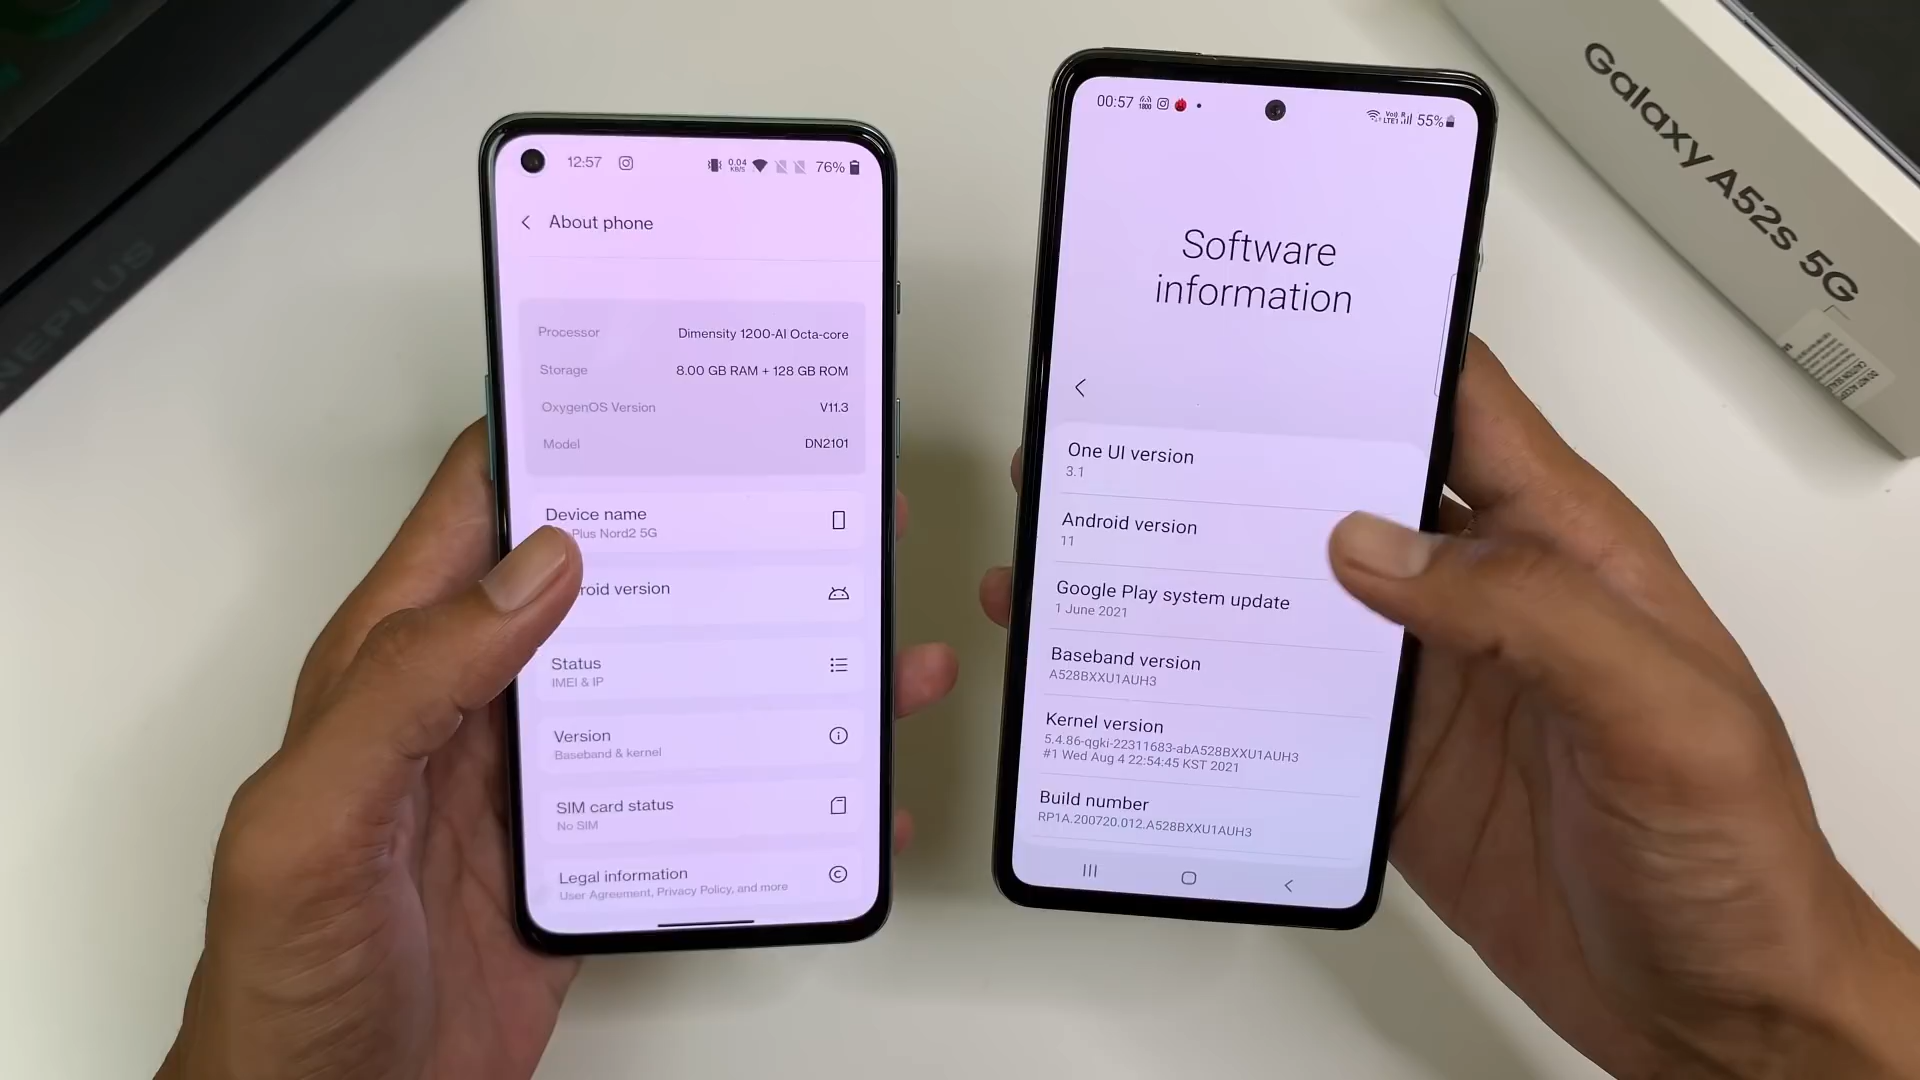 NEPLUS
12:57
0.04
KB/S
76%
About phone
Processor
Dimensity 1200-AI Octa-core
Storage
8.00 GB RAM + 128 GB ROM
OxygenOS Version
V11.3
Model
DN2101
Device name
Plus Nord2 5G
roid version
Status
IMEI & IP
Version
Baseband & kernel
SIM card status
No SIM
Legial information
User Agreement, Privacy Policy, and more
00:57
1800
Vo))
LTE1
55%
Software
information
One UI version
3.1
Android version
11
Google Play system update
1 June 2021
Baseband version
A528BXXU1AUH3
Kernel version
5.4.86-qgki-22311683-abA528BXXU1AUH3
#1 Wed Aug 4 22:54:45 KST 2021
Build number
RP1A.200720.012.A528BXXU1AUH3
Galaxy A52s 5G